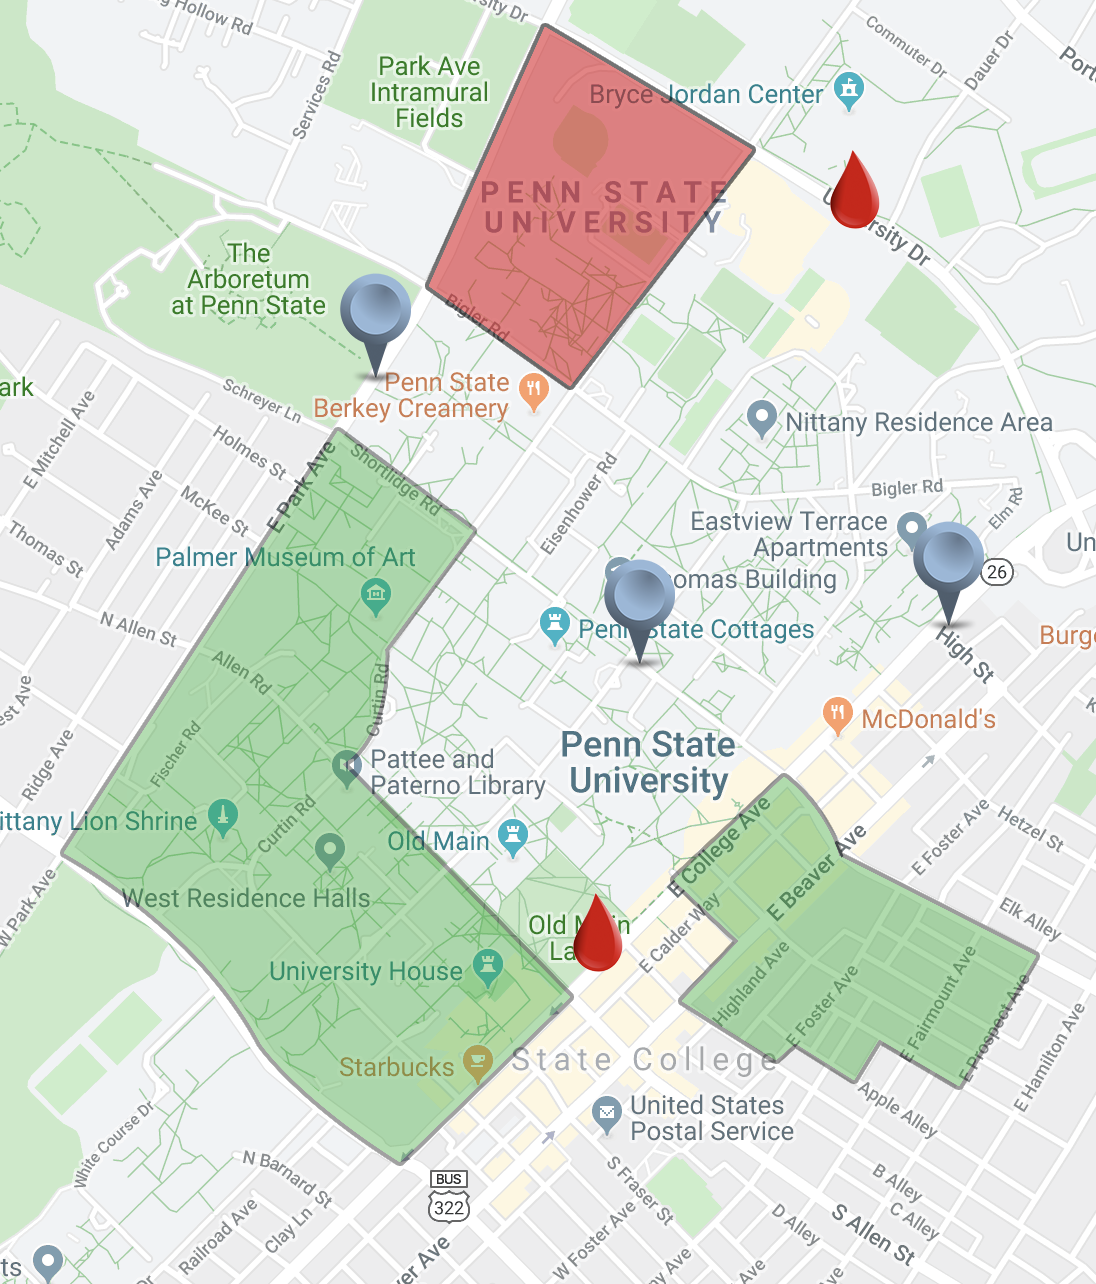 g Hollow Rd
sity Dr
Services Rd
Park Ave
Intramural
Fields
Commuter Dr
Dauer Dr
Port
Bryce Jordan Center
PENN STATE
UNIVERSITY
University Dr
The
Arboretum
at Penn State
Bigler Rd
Penn State
Berkey Creamery
ark
Schreyer Ln
E Mitchell Ave
Holmes St
E Park Ave
Shortlidge Rd
Nittany Residence Area
Adams Ave
McKee St
Eisenhower Rd
Bigler Rd
Elm Rd
Thomas St
Eastview Terrace
Apartments
Palmer Museum of Art
omas Building
26
Un
N Allen St
Penn State Cottages
High St
Burg
Allen Rd
Curtin Rd
est Ave
McDonald's
K
Ridge Ave
Fischer Rd
Pattee and
Paterno Library
Penn State
University
ittany Lion Shrine
Curtin Rd
Old Main
E College Ave
E Beaver Ave
E Foster Ave
Hetzel St
W Park Ave
West Residence Halls
Old Main
La
E Calder Way
Elk Alley
University House
Highland Ave
E Foster Ave
E Fairmount Ave
E Prospect Ave
E Hamilton Ave
Starbucks
State College
United States
Postal Service
Apple Alley
White Course Dr
N Barnard St
BUS
322
S Fraser St
B Alley
C Alley
D Alley
S Allen St
Railroad Ave
Clay Ln
W Foster Ave
ts
Dr
ver Ave
ay Ave
Ave
ve